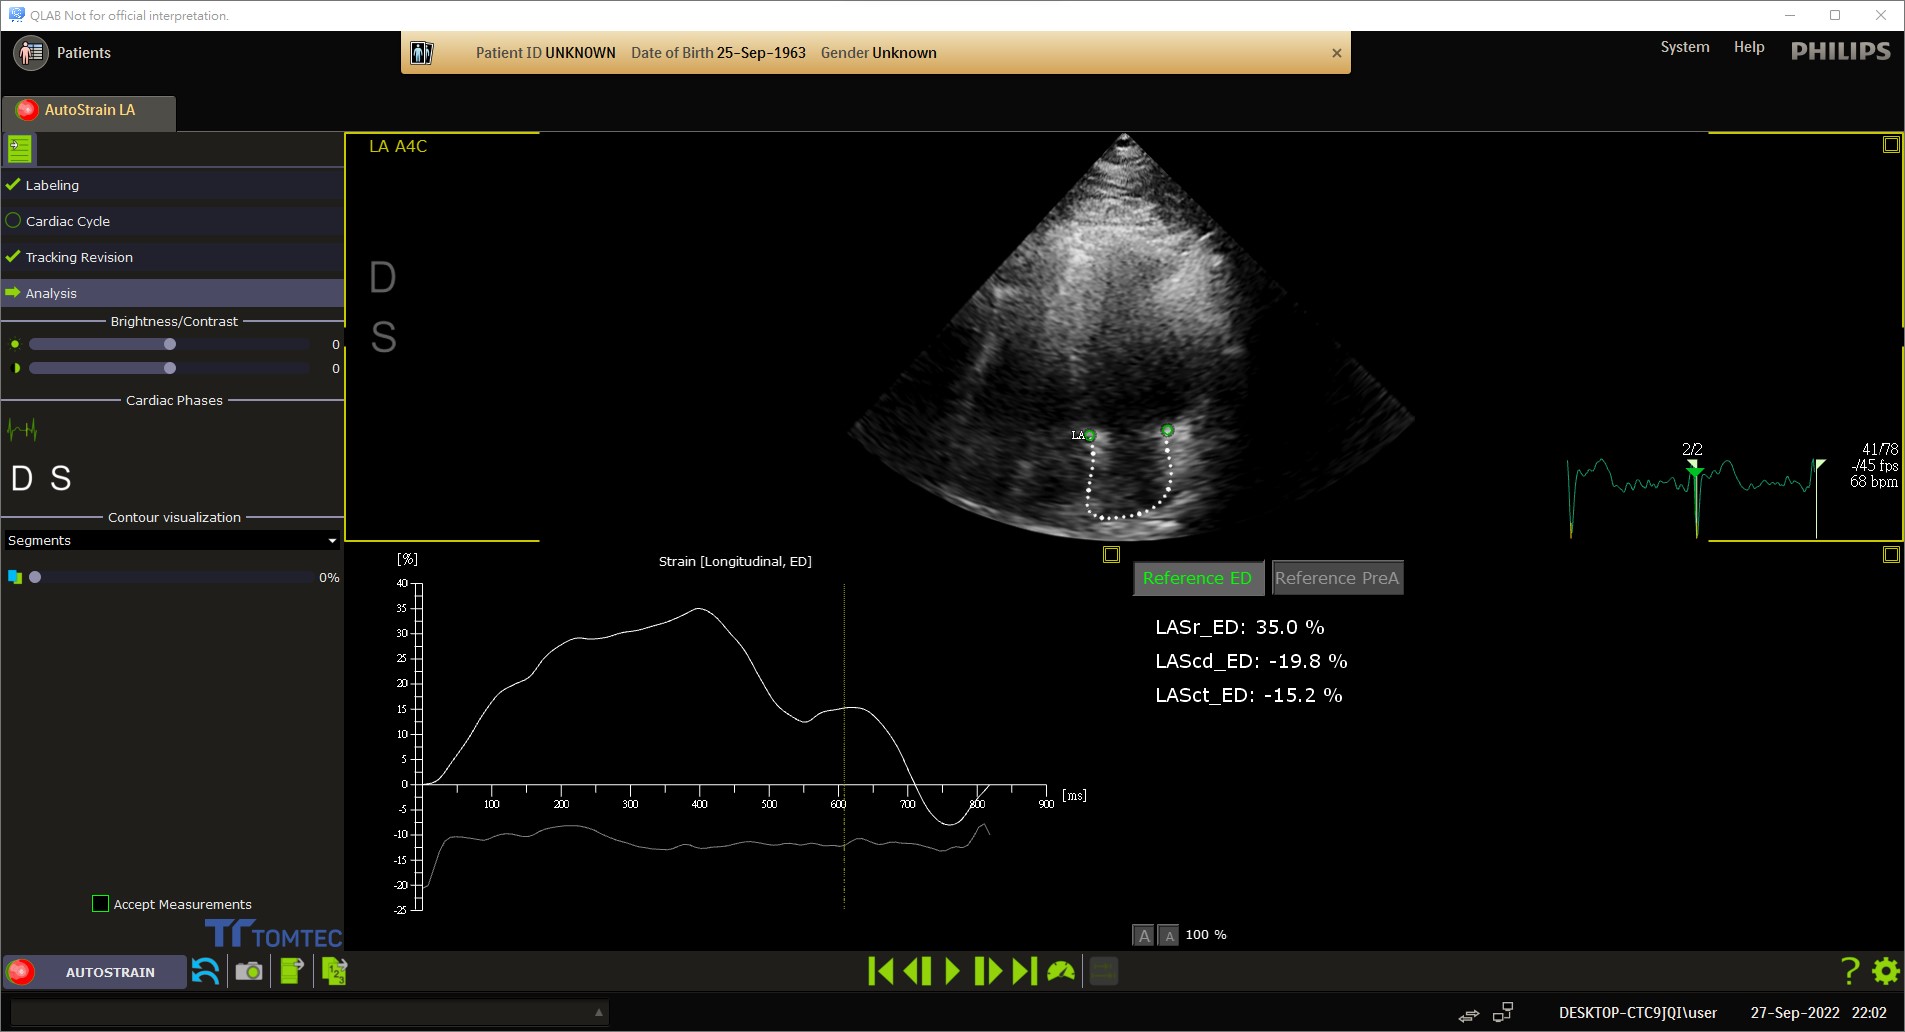 QLAB Not for official interpretation.
Patients
Patient ID UNKNOWN Date of Birth 25-Sep-1963 Gender Unknown
System Help PHILIPS
AutoStrain LA
Labeling
Cardiac Cycle
Tracking Revision
Analysis
Brightness/Contrast
0
0
Cardiac Phases
D S
Contour visualization
Segments
0%
Accept Measurements
TOMTEC
LA A4C
D
S
LA
2/2
41/78
-/45 fps
68 bpm
[%]
Strain [Longitudinal, ED]
40
35
30
25
20
15
10
5
0
-5
-10
-15
-20
-25
100 200 300 400 500 600 700 800 900 [ms]
Reference ED Reference PreA
LASr_ED: 35.0 %
LAScd_ED: -19.8 %
LASct_ED: -15.2 %
A A 100 %
AUTOSTRAIN
1 2 3
?
DESKTOP-CTC9JQI\user 27-Sep-2022 22:02